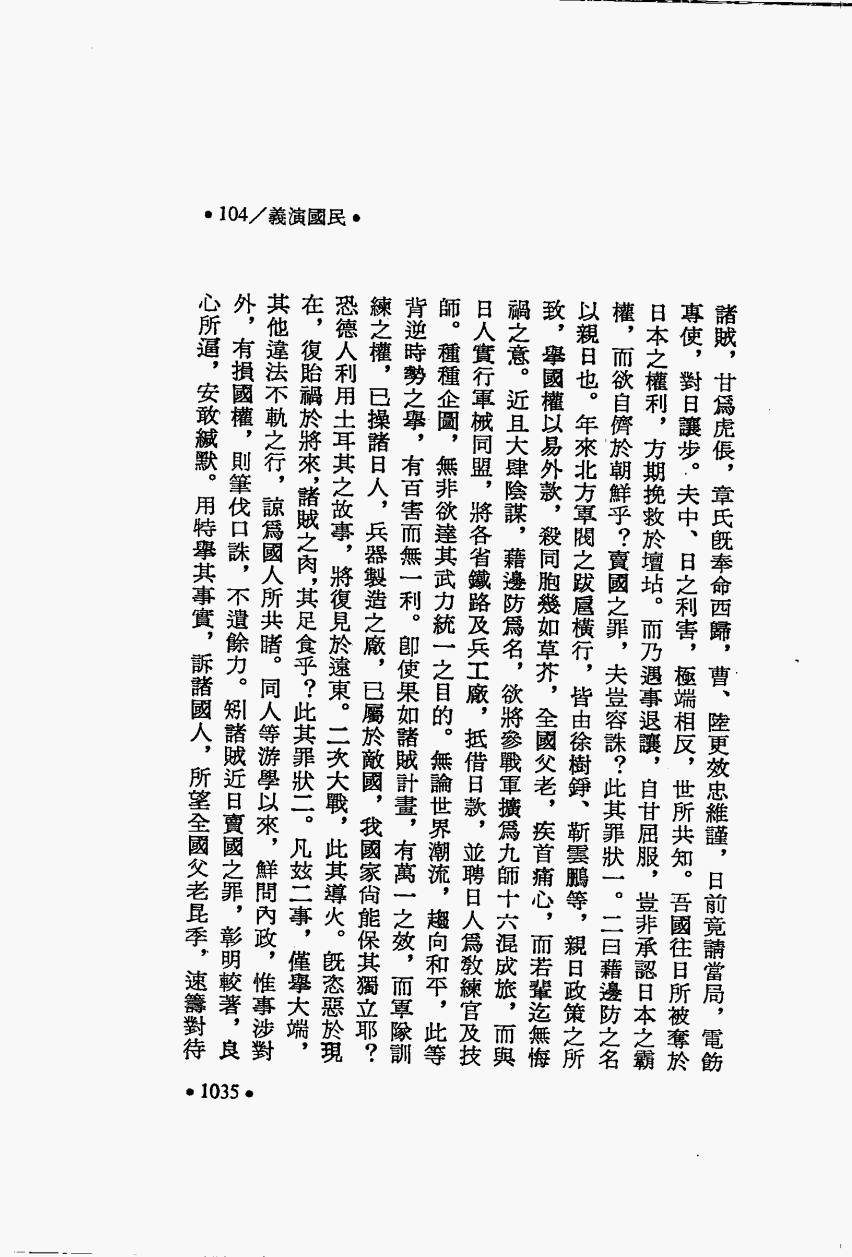 •104／義演國民•
諸賊，甘爲虎倀，章氏旣奉命西歸，曹、陸更效忠維謹，日前竟請當局，電飭
專使，對日讓步．夫中、日之利害，極端相反，世所共知。吾國往日所被奪於
日本之權利，方期挽救於壇坫。而乃遇事退讓，自甘屈服，豈非承認日本之霸
權，而欲自儕於朝鮮乎？賣國之罪，夫豈容誅？此其罪狀一。二曰藉邊防之名
以親日也。年來北方軍閥之跋扈橫行，皆由徐樹錚、靳雲鵬等，親日政策之所
致，舉國權以易外款，殺同胞幾如草芥，全國父老，疾首痛心，而若輩迄無悔
禍之意。近且大肆陰謀，藉邊防爲名，欲將參戰軍擴爲九師十六混成旅，而與
日人實行軍械同盟，將各省鐵路及兵工廠，抵借日款，並聘日人爲教練官及技
師。種種企圖，無非欲達其武力統一之目的。無論世界潮流，趨向和平，此等
背逆時勢之舉，有百害而無一利。卽使果如諸賊計畫，有萬一之效，而軍隊訓
練之權，已操諸日人，兵器製造之廠，已屬於敵國，我國家尙能保其獨立耶？
恐德人利用土耳其之故事，將復見於遠東。二次大戰，此其導火。旣恣惡於現
在，復貽禍於將來，諸賊之肉，其足食乎？此其罪狀二。凡玆二事，僅舉大端，
其他違法不軌之行，諒爲國人所共睹。同人等游學以來，鮮問內政，惟事涉對
外，有損國權，則筆伐口誅，不遺餘力。矧諸賊近日賣國之罪，彰明較著，良
心所逼，安敢緘默。用特舉其事實，訴諸國人，所望全國父老昆季，速籌對待
•1035•